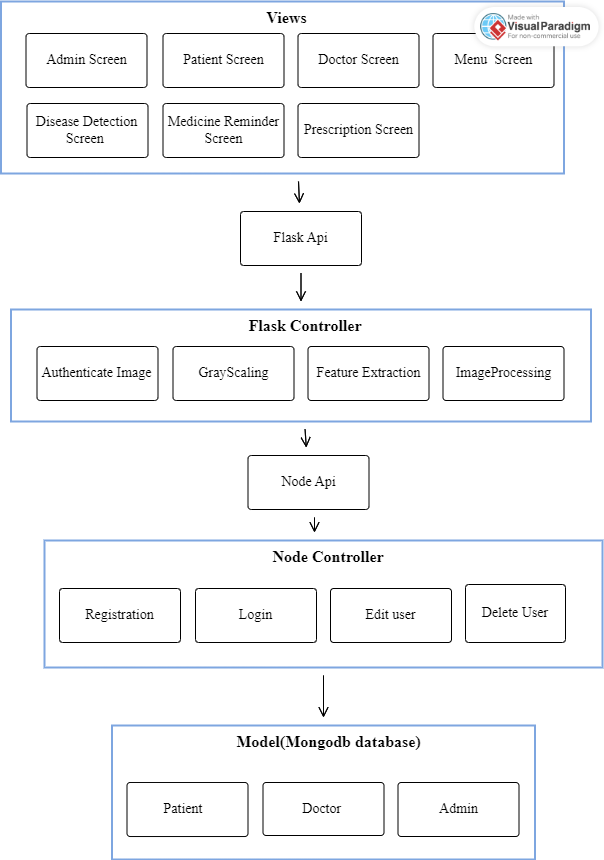 Views
Made with
VisualParadigm
For non-commercial use
Admin Screen
Patient Screen
Doctor Screen
Menu Screen
Disease Detection
Screen
Medicine Reminder
Screen
Prescription Screen
Flask Api
Flask Controller
Authenticate Image
GrayScaling
Feature Extraction
ImageProcessing
Node Api
Node Controller
Registration
Login
Edit user
Delete User
Model(Mongodb database)
Patient
Doctor
Admin